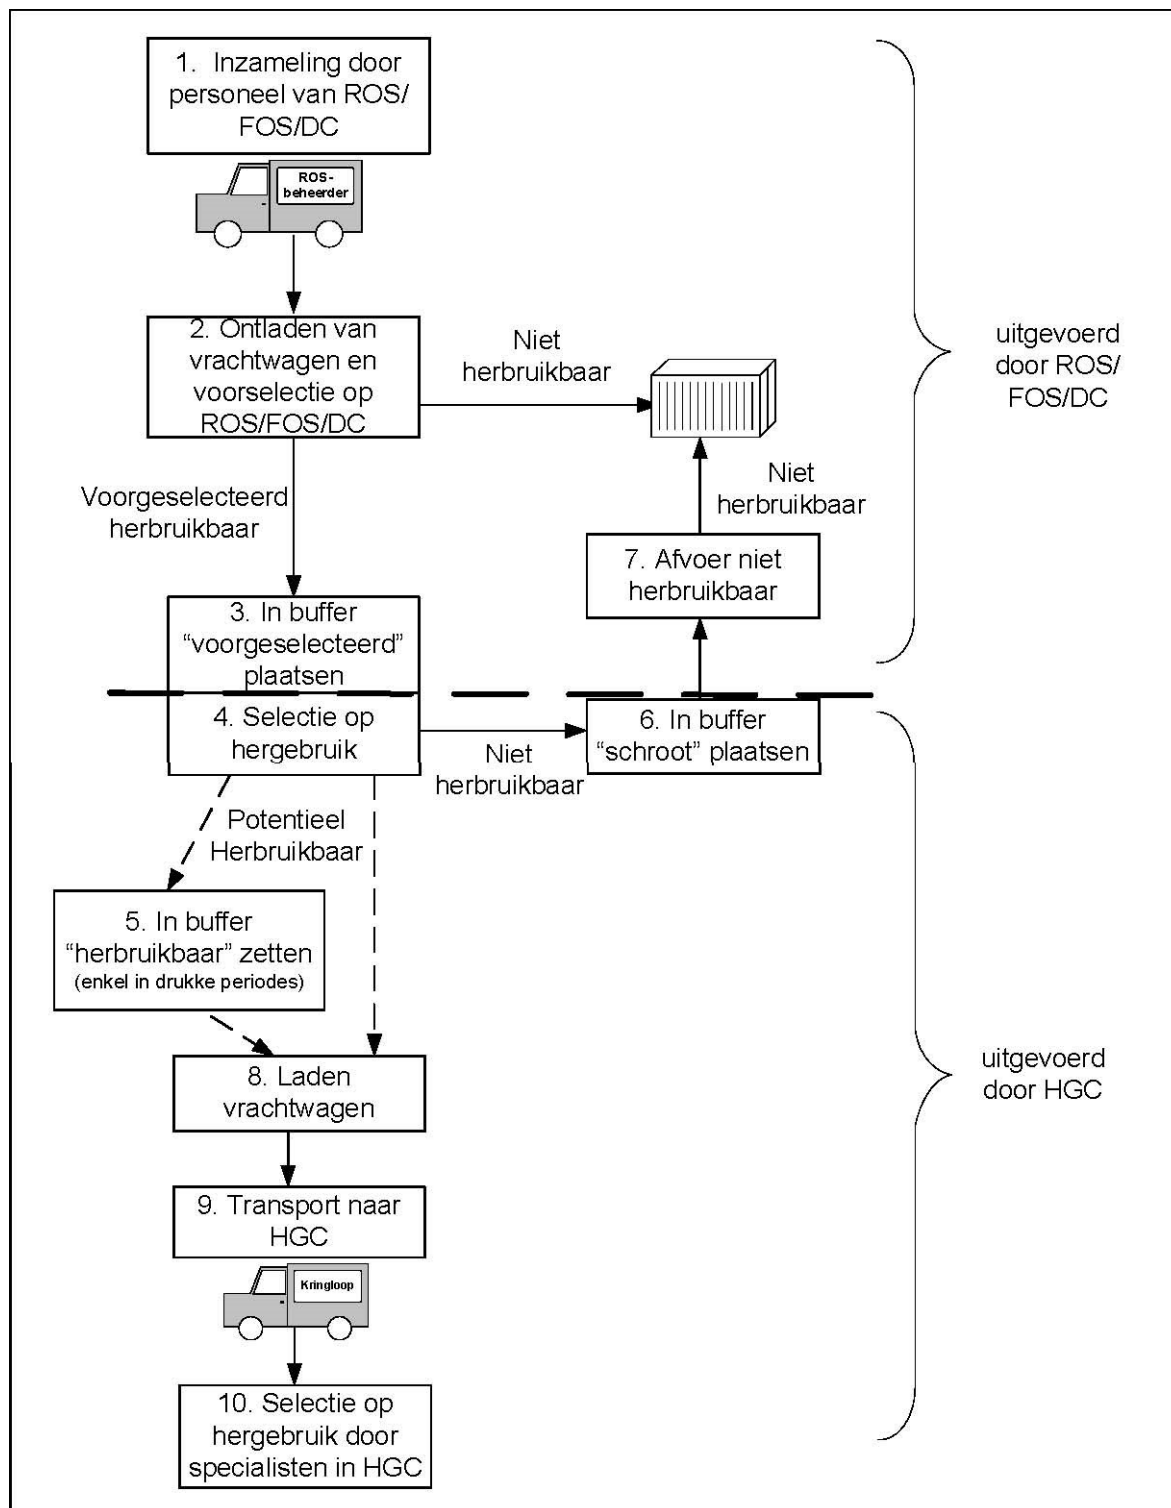 1. Inzameling door
personeel van ROS/
FOS/DC
ROS-
beheerder
2. Ontladen van
vrachtwagen en
voorselectie op
ROS/FOS/DC
Niet
herbruikbaar
uitgevoerd
door ROS/
FOS/DC
Niet
herbruikbaar
Voorgeselecteerd
herbruikbaar
7. Afvoer niet
herbruikbaar
3. In buffer
“voorgeselecteerd”
plaatsen
4. Selectie op
hergebruik
Niet
herbruikbaar
6. In buffer
“schroot” plaatsen
Potentieel
Herbruikbaar
5. In buffer
“herbruikbaar” zetten
(enkel in drukke periodes)
8. Laden
vrachtwagen
uitgevoerd
door HGC
9. Transport naar
HGC
Kringloop
10. Selectie op
hergebruik door
specialisten in HGC